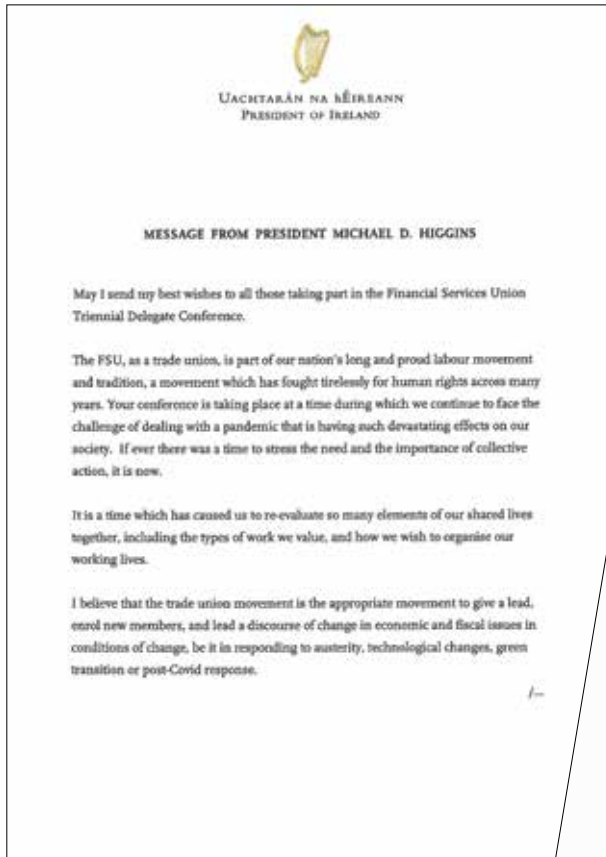 UACHTARÁN NA hÉIREANN
PRESIDENT OF IRELAND
MESSAGE FROM PRESIDENT MICHAEL D. HIGGINS
May I send my best wishes to all those taking part in the Financial Services Union
Triennial Delegate Conference.
The FSU, as a trade union, is part of our nation's long and proud labour movement
and tradition, a movement which has fought tirelessly for human rights across many
years. Your conference is taking place at a time during which we continue to face the
challenge of dealing with a pandemic that is having such devastating effects on our
society. If ever there was a time to stress the need and the importance of collective
action, it is now.
It is a time which has caused us to re-evaluate so many elements of our shared lives
together, including the types of work we value, and how we wish to organise our
working lives.
I believe that the trade union movement is the appropriate movement to give a lead,
enrol new members, and lead a discourse of change in economic and fiscal issues in
conditions of change, be it in responding to austerity, technological changes, green
transition or post-Covid response.
/--